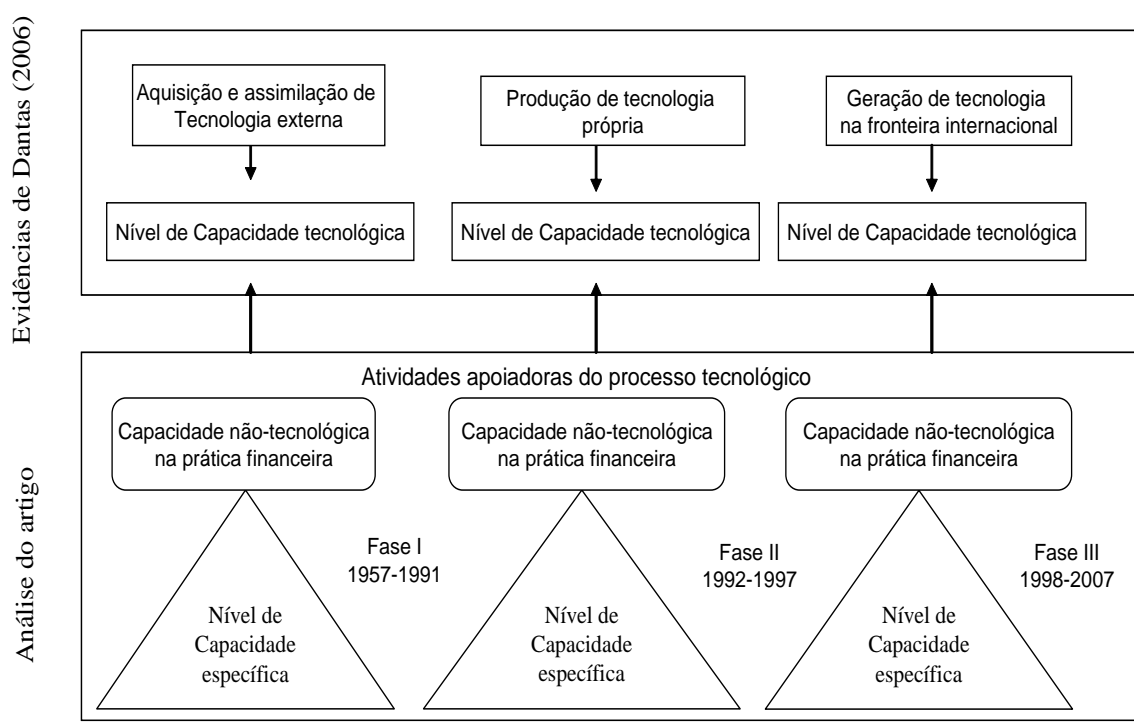 Evidências de Dantas (2006)
Aquisição e assimilação de
Tecnologia externa
Produção de tecnologia
própria
Geração de tecnologia
na fronteira internacional
Nível de Capacidade tecnológica
Nível de Capacidade tecnológica
Nível de Capacidade tecnológica
Análise do artigo
Atividades apoiadoras do processo tecnológico
Capacidade não-tecnológica
na prática financeira
Capacidade não-tecnológica
na prática financeira
Capacidade não-tecnológica
na prática financeira
Fase I
1957-1991
Fase II
1992-1997
Fase III
1998-2007
Nível de
Capacidade
específica
Nível de
Capacidade
específica
Nível de
Capacidade
específica